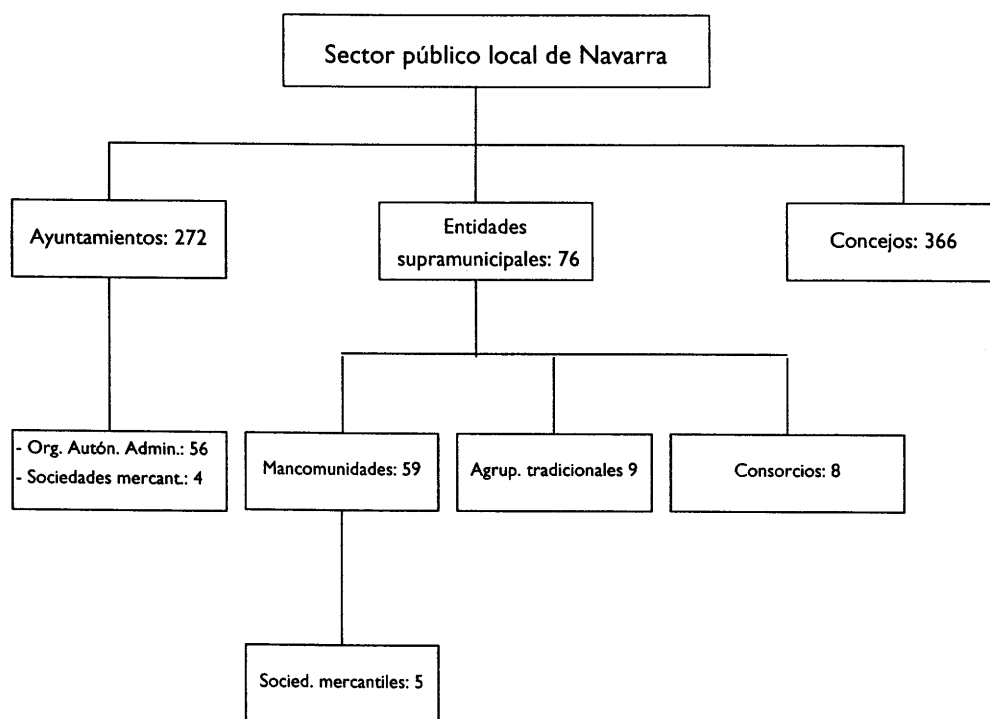 Sector público local de Navarra
Ayuntamientos: 272
Entidades
supramunicipales: 76
Concejos: 366
- Org. Autón. Admin.: 56
- Sociedades mercant.: 4
Mancomunidades: 59
Agrup. tradicionales 9
Consorcios: 8
Socied. mercantiles: 5